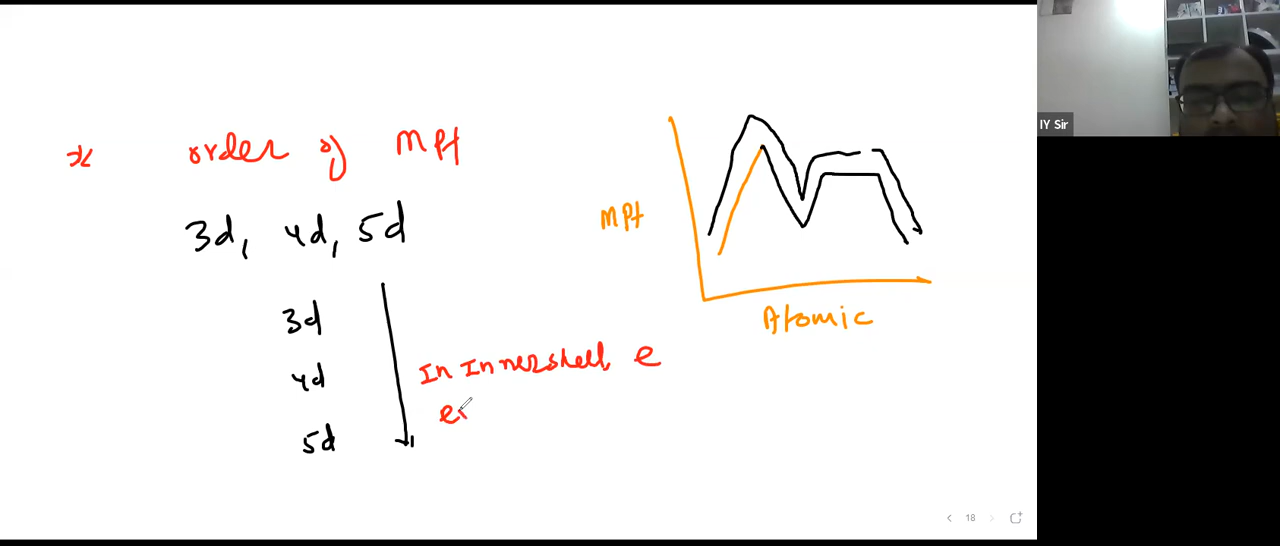 * order of MPt
3d, 4d, 5d
3d
4d
5d
In Innershell, e
e
MPt
Atomic
IY Sir
18